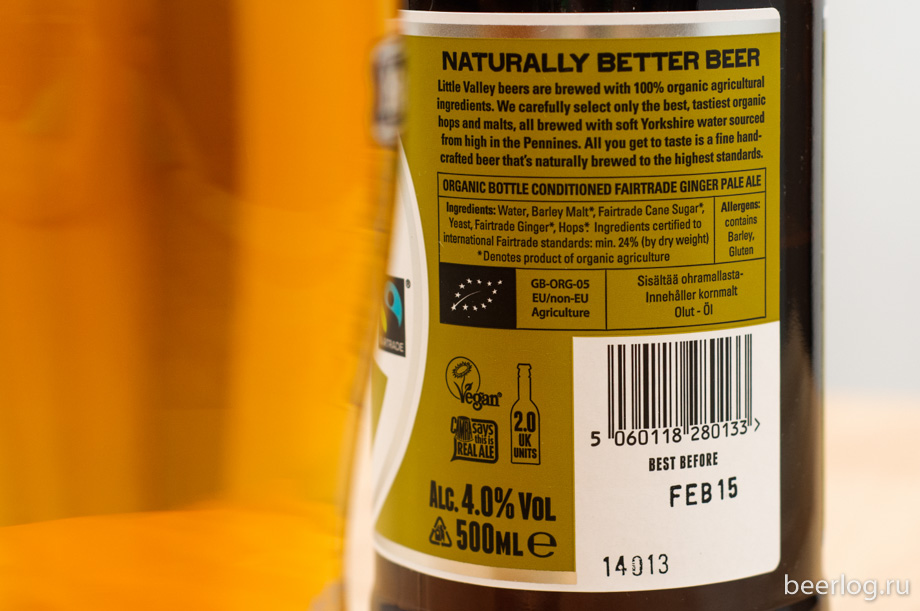 NATURALLY BETTER BEER
Little Valley beers are brewed with 100% organic agricultural
ingredients. We carefully select only the best, tastiest organic
hops and malts, all brewed with soft Yorkshire water sourced
from high in the Pennines. All you get to taste is a fine hand-
crafted beer that's naturally brewed to the highest standards.
ORGANIC BOTTLE CONDITIONED FAIRTRADE GINGER PALE ALE
Ingredients: Water, Barley Malt*, Fairtrade Cane Sugar*,
Yeast, Fairtrade Ginger*, Hops*. Ingredients certified to
international Fairtrade standards: min. 24% (by dry weight)
*Denotes product of organic agriculture
Allergens:
contains
Barley,
Gluten
GB-ORG-05
EU/non-EU
Agriculture
Sisältää ohramallasta-
Innehåller kornmalt
Olut - Öl
®
Vegan
CAMRA says
this is
REAL ALE
2.0
UK
UNITS
ALC. 4.0% VOL
500ML e
5 060118 280133 >
BEST BEFORE
FEB 15
14013
beerlog.ru